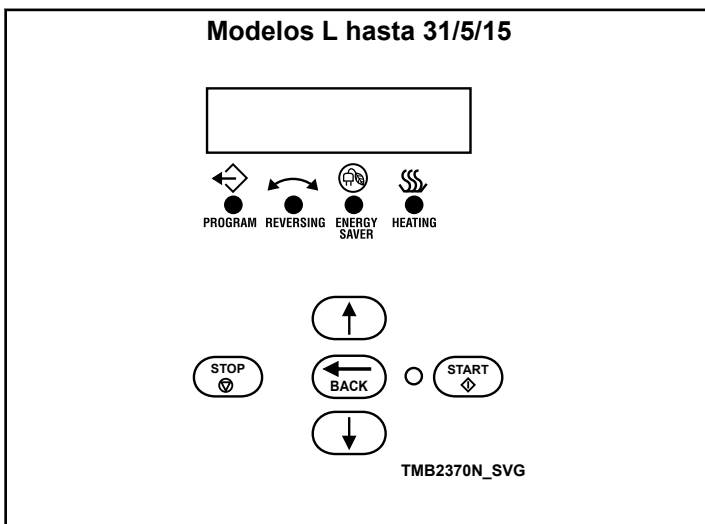 Modelos L hasta 31/5/15
PROGRAM REVERSING ENERGY SAVER HEATING
STOP
BACK
START
TMB2370N_SVG